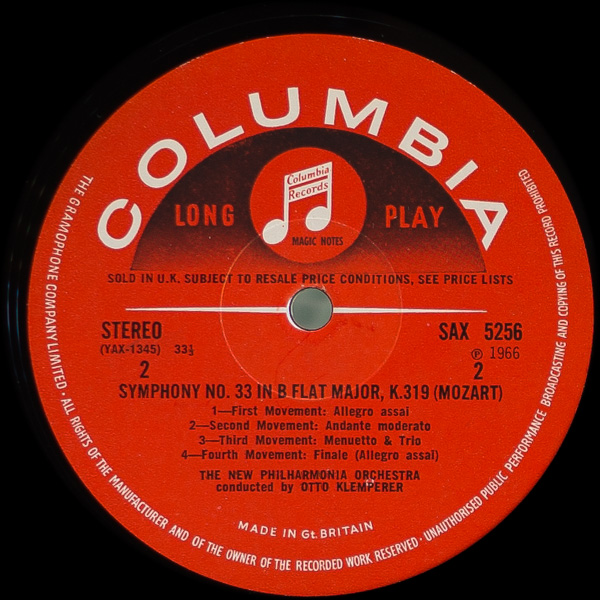 COLUMBIA
Columbia
Records
LONG PLAY
MAGIC NOTES
SOLD IN U.K. SUBJECT TO RESALE PRICE CONDITIONS, SEE PRICE LISTS
STEREO SAX 5256
(YAX-1345) 33⅓ ℗ 1966
2 2
SYMPHONY NO. 33 IN B FLAT MAJOR, K.319 (MOZART)
1—First Movement: Allegro assai
2—Second Movement: Andante moderato
3—Third Movement: Menuetto & Trio
4—Fourth Movement: Finale (Allegro assai)
THE NEW PHILHARMONIA ORCHESTRA
conducted by OTTO KLEMPERER
MADE IN Gt. BRITAIN
THE GRAMOPHONE COMPANY LIMITED · ALL RIGHTS OF THE MANUFACTURER AND OF THE OWNER OF THE RECORDED WORK RESERVED · UNAUTHORISED PUBLIC PERFORMANCE BROADCASTING AND COPYING OF THIS RECORD PROHIBITED